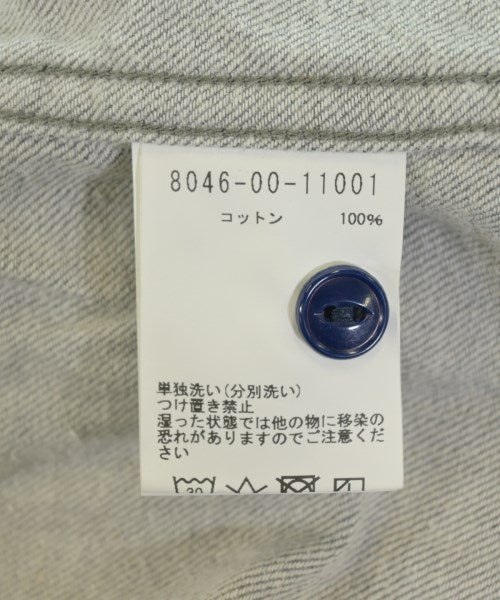 8046-00-11001
コットン 100%
単独洗い(分別洗い)
つけ置き禁止
湿った状態では他の物に移染の
恐れがありますのでご注意くだ
さい
30